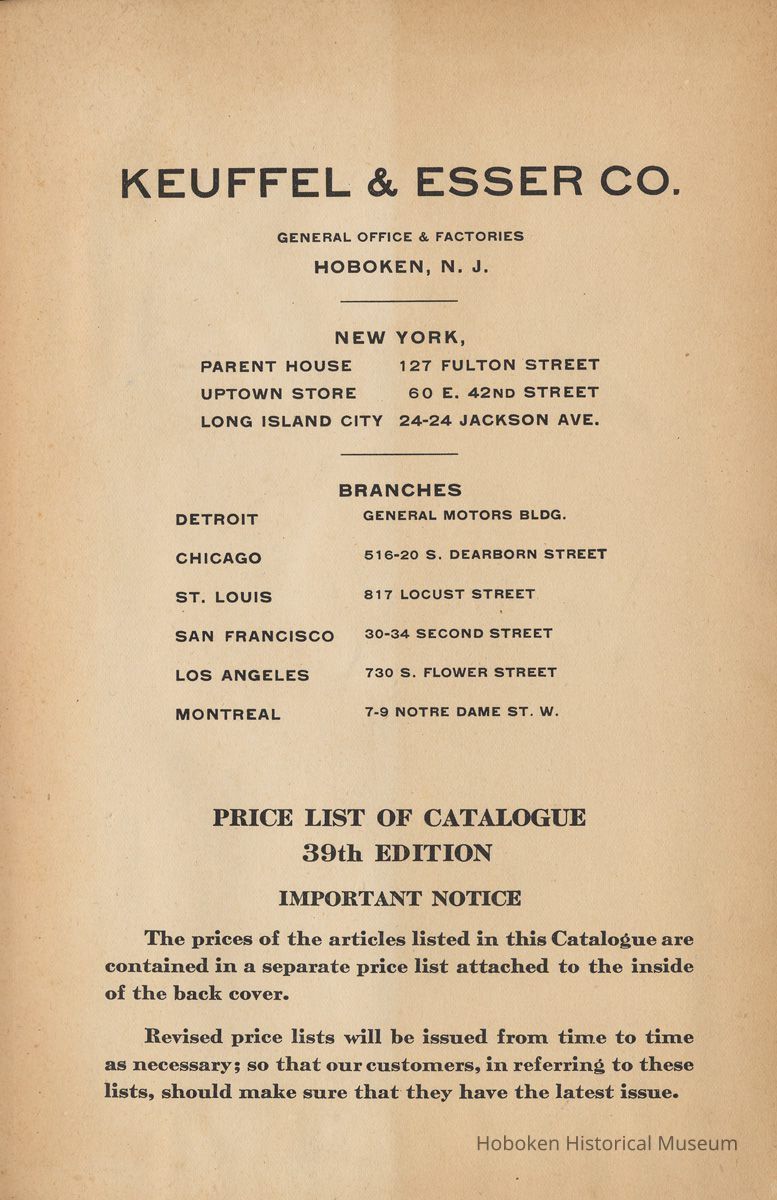 KEUFFEL & ESSER CO.
GENERAL OFFICE & FACTORIES
HOBOKEN, N. J.
NEW YORK,
PARENT HOUSE 127 FULTON STREET
UPTOWN STORE 60 E. 42ND STREET
LONG ISLAND CITY 24-24 JACKSON AVE.
BRANCHES
DETROIT GENERAL MOTORS BLDG.
CHICAGO 516-20 S. DEARBORN STREET
ST. LOUIS 817 LOCUST STREET
SAN FRANCISCO 30-34 SECOND STREET
LOS ANGELES 730 S. FLOWER STREET
MONTREAL 7-9 NOTRE DAME ST. W.
PRICE LIST OF CATALOGUE
39th EDITION
IMPORTANT NOTICE
The prices of the articles listed in this Catalogue are
contained in a separate price list attached to the inside
of the back cover.
Revised price lists will be issued from time to time
as necessary; so that our customers, in referring to these
lists, should make sure that they have the latest issue.
Hoboken Historical Museum